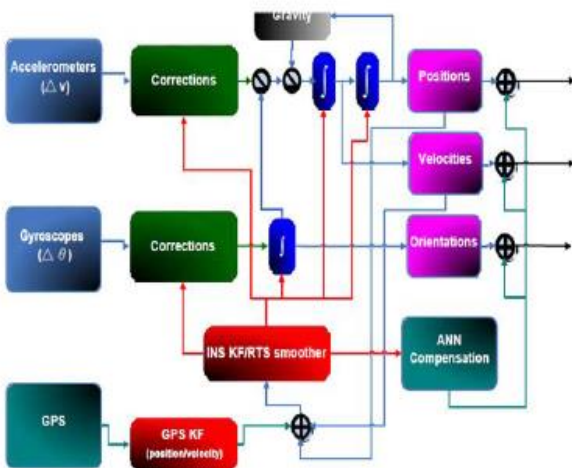 Gravity
Accelerometers
(△ v)
Corrections
Positions
Velocities
Gyroscopes
(△ θ)
Corrections
Orientations
INS KF/RTS smoother
ANN
Compensation
GPS
GPS KF
(position/velocity)